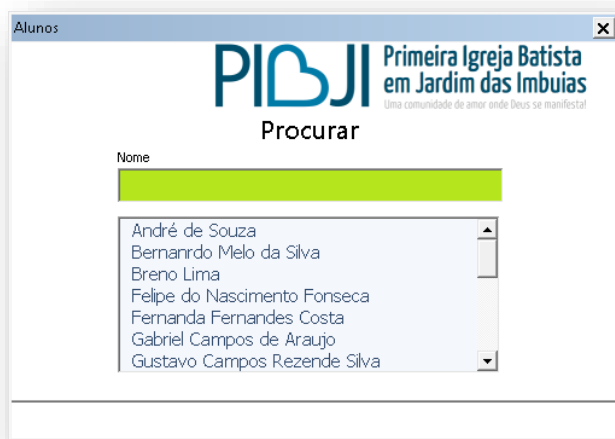 Alunos
PIBJI
Primeira Igreja Batista
em Jardim das Imbuias
Uma comunidade de amor onde Deus se manifesta!
Procurar
Nome
André de Souza
Bernanrdo Melo da Silva
Breno Lima
Felipe do Nascimento Fonseca
Fernanda Fernandes Costa
Gabriel Campos de Araujo
Gustavo Campos Rezende Silva